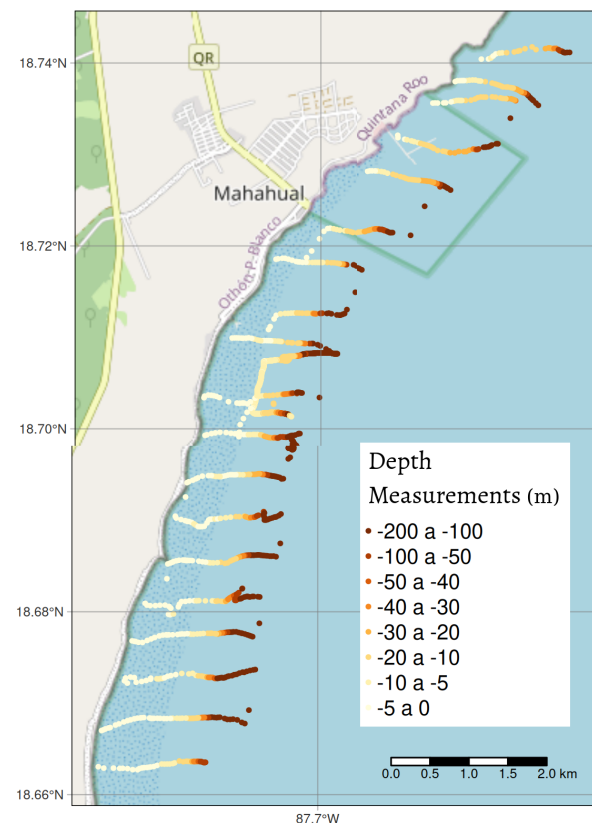 18.74°N
QR
Quintana Roo
Mahahual
18.72°N
Othón P. Blanco
18.70°N
Depth
Measurements (m)
-200 a -100
-100 a -50
-50 a -40
-40 a -30
-30 a -20
-20 a -10
-10 a -5
-5 a 0
18.68°N
0.0 0.5 1.0 1.5 2.0 km
18.66°N
87.7°W